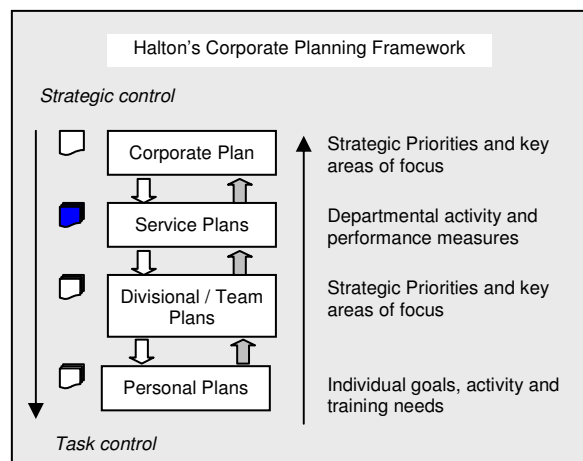 Halton's Corporate Planning Framework
Strategic control
Corporate Plan
Strategic Priorities and key
areas of focus
Service Plans
Departmental activity and
performance measures
Divisional / Team
Plans
Strategic Priorities and key
areas of focus
Personal Plans
Individual goals, activity and
training needs
Task control